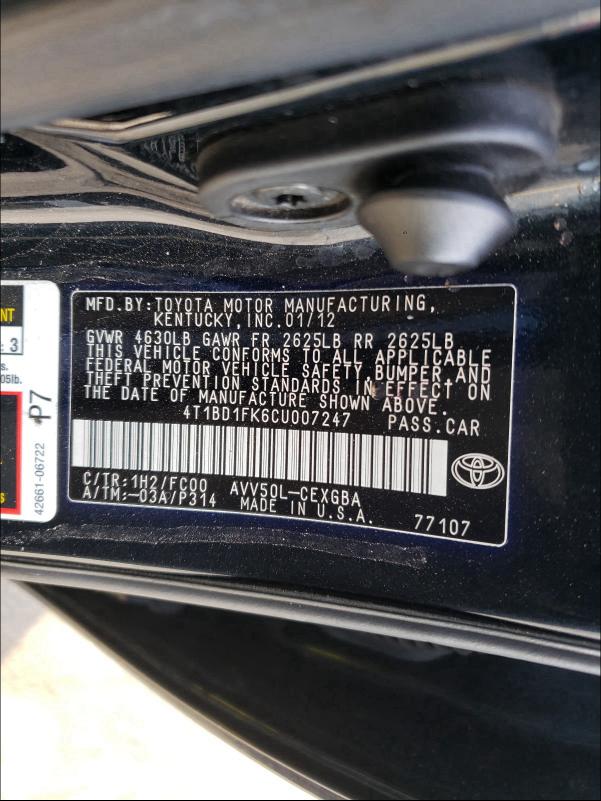 MFD.BY:TOYOTA MOTOR MANUFACTURING,
KENTUCKY,INC.01/12
GVWR 4630LB GAWR FR 2625LB RR 2625LB
THIS VEHICLE CONFORMS TO ALL APPLICABLE
FEDERAL MOTOR VEHICLE SAFETY,BUMPER,AND
THEFT PREVENTION STANDARDS IN EFFECT ON
THE DATE OF MANUFACTURE SHOWN ABOVE.
4T1BD1FK6CU007247 PASS.CAR
C/TR:1H2/FC00 AVV50L-CEXGBA
A/TM:-03A/P314 MADE IN U.S.A. 77107
: 3
05lb.
P7
42661-06722